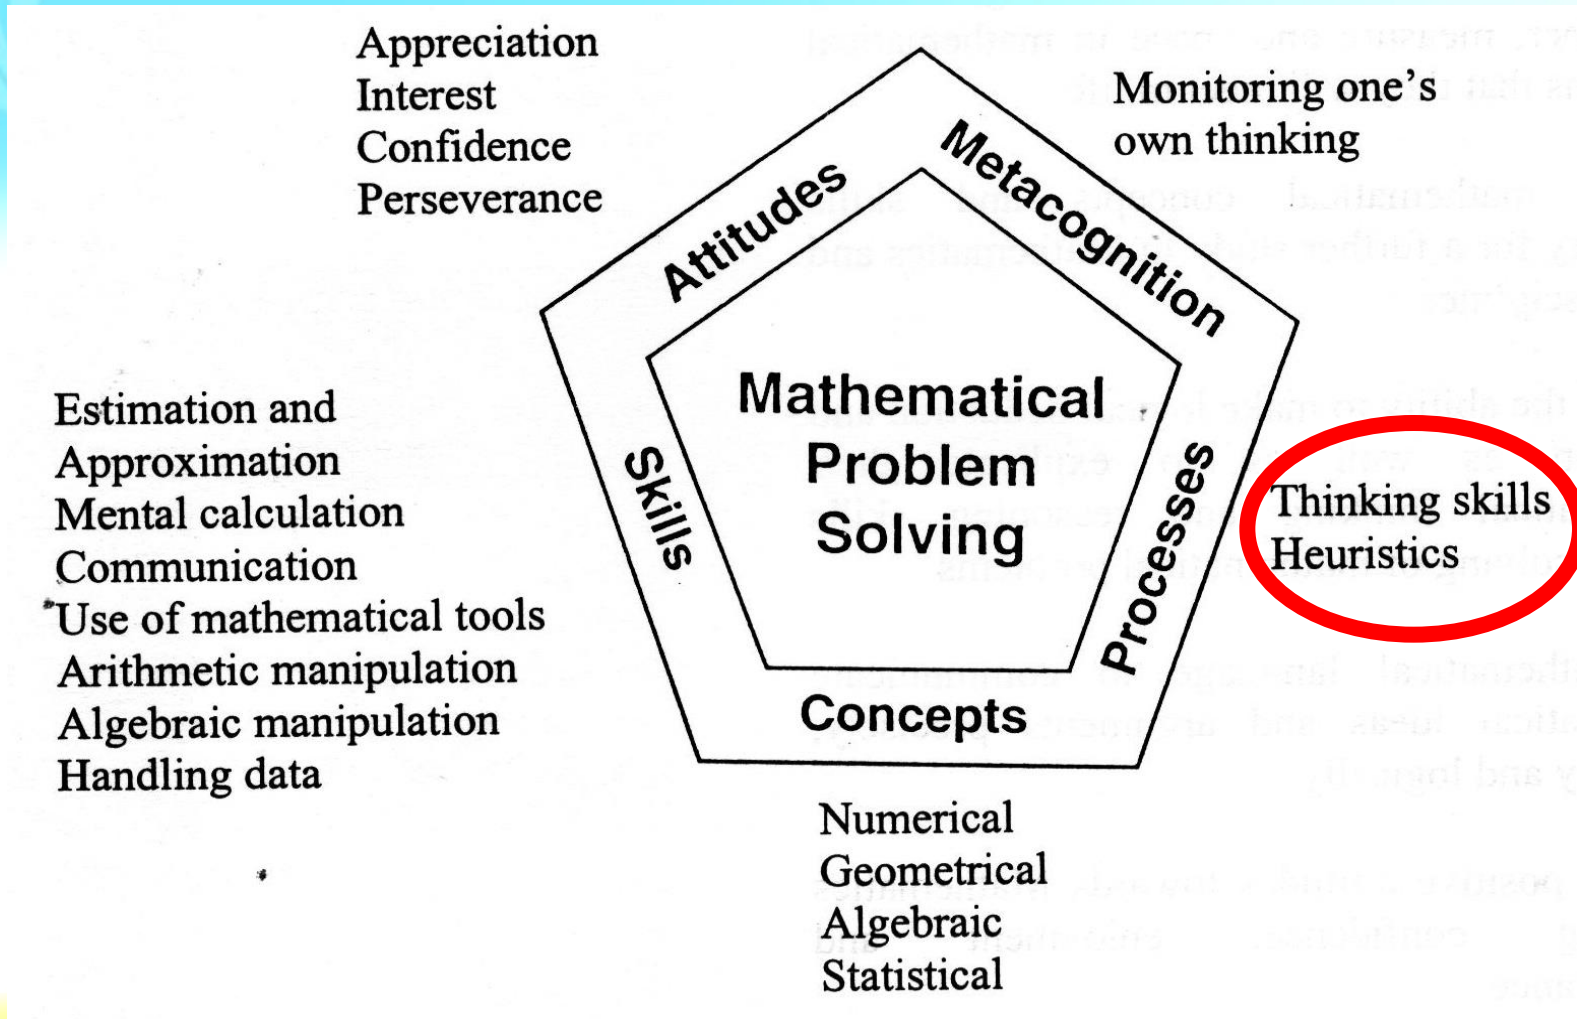 Appreciation
Interest
Confidence
Perseverance
Monitoring one's
own thinking
Attitudes
Metacognition
Mathematical
Problem
Solving
Skills
Processes
Concepts
Estimation and
Approximation
Mental calculation
Communication
Use of mathematical tools
Arithmetic manipulation
Algebraic manipulation
Handling data
Thinking skills
Heuristics
Numerical
Geometrical
Algebraic
Statistical